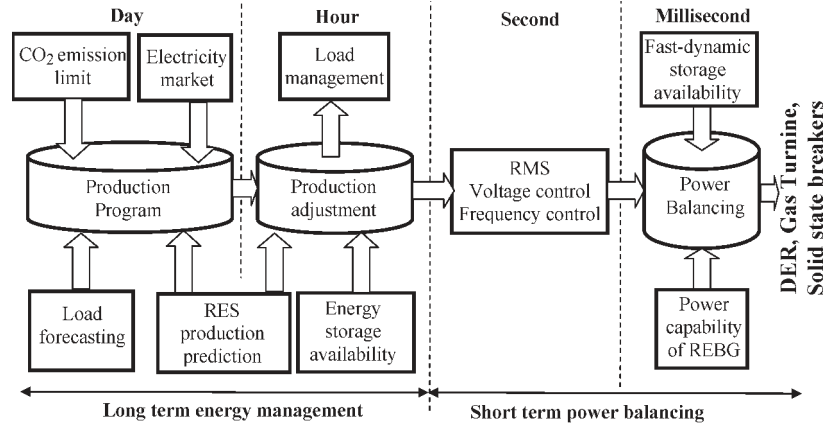 Day
Hour
Second
Millisecond
CO2 emission
limit
Electricity
market
Load
management
Fast-dynamic
storage
availability
Production
Program
Production
adjustment
RMS
Voltage control
Frequency control
Power
Balancing
DER, Gas Turnine,
Solid state breakers
Load
forecasting
RES
production
prediction
Energy
storage
availability
Power
capability
of REBG
Long term energy management
Short term power balancing